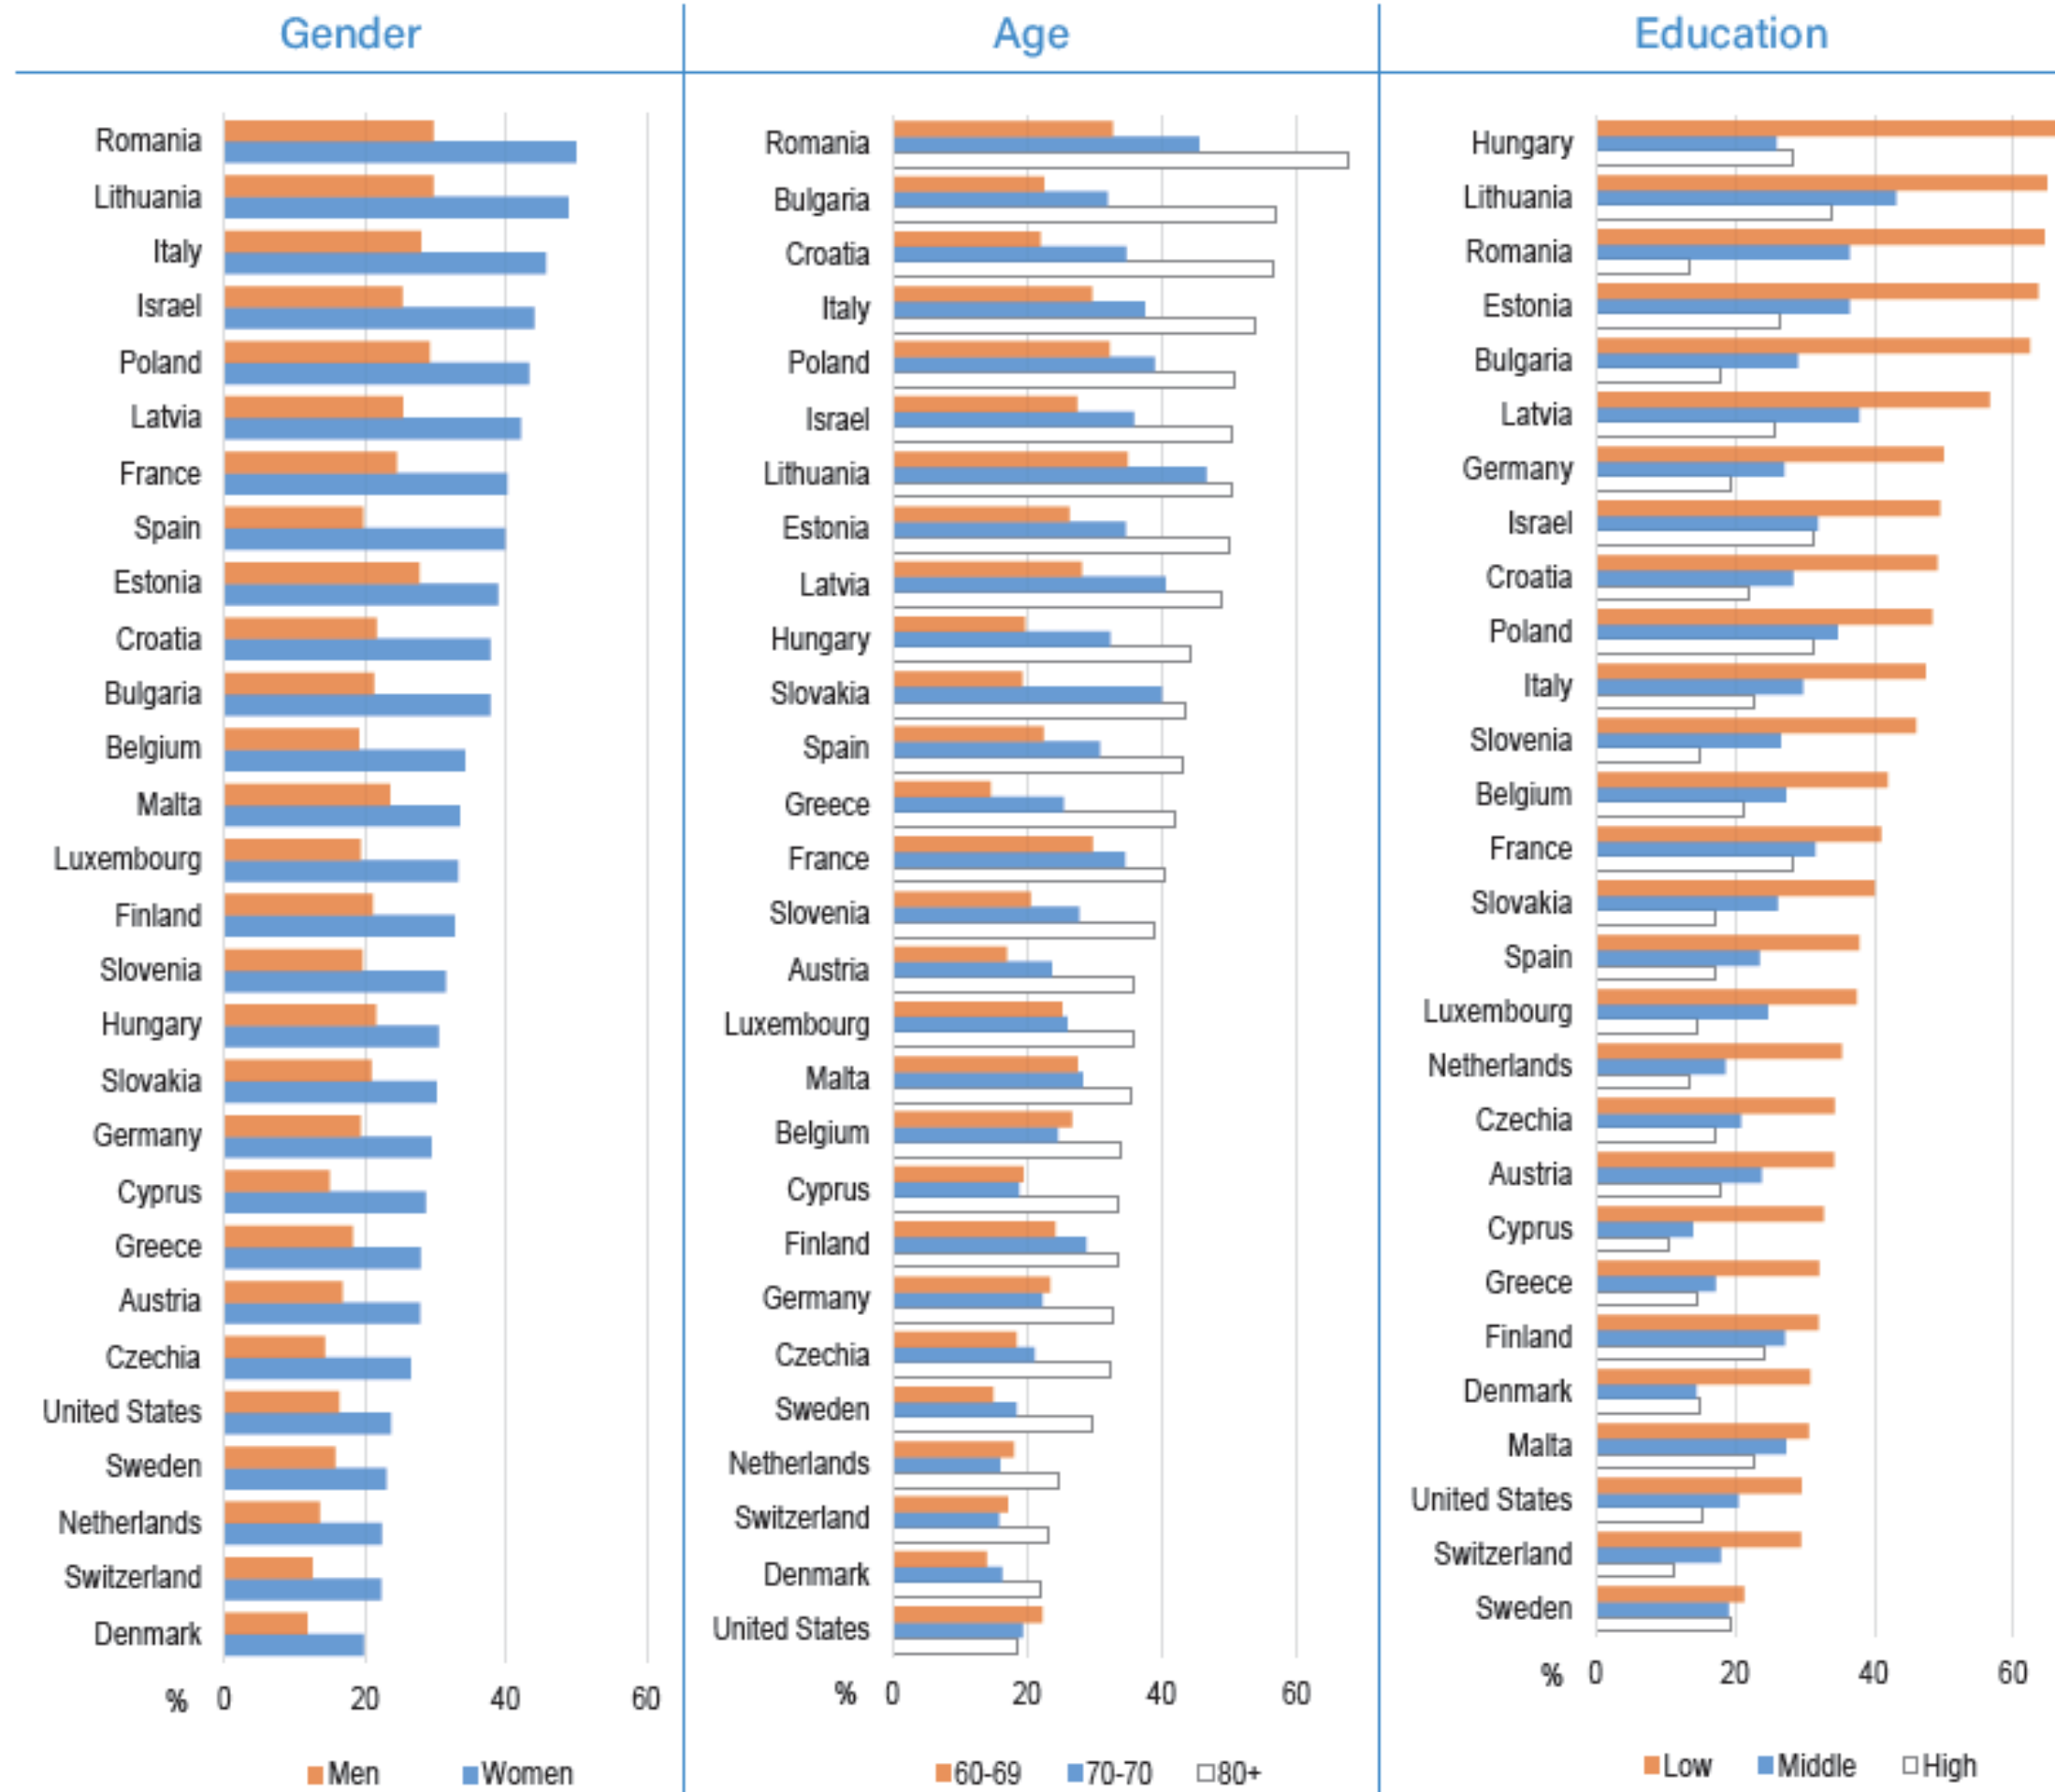 Gender
Romania
Lithuania
Italy
Israel
Poland
Latvia
France
Spain
Estonia
Croatia
Bulgaria
Belgium
Malta
Luxembourg
Finland
Slovenia
Hungary
Slovakia
Germany
Cyprus
Greece
Austria
Czechia
United States
Sweden
Netherlands
Switzerland
Denmark
% 0 20 40 60
Men Women
Age
Romania
Bulgaria
Croatia
Italy
Poland
Israel
Lithuania
Estonia
Latvia
Hungary
Slovakia
Spain
Greece
France
Slovenia
Austria
Luxembourg
Malta
Belgium
Cyprus
Finland
Germany
Czechia
Sweden
Netherlands
Switzerland
Denmark
United States
% 0 20 40 60
60-69 70-70 80+
Education
Hungary
Lithuania
Romania
Estonia
Bulgaria
Latvia
Germany
Israel
Croatia
Poland
Italy
Slovenia
Belgium
France
Slovakia
Spain
Luxembourg
Netherlands
Czechia
Austria
Cyprus
Greece
Finland
Denmark
Malta
United States
Switzerland
Sweden
% 0 20 40 60
Low Middle High